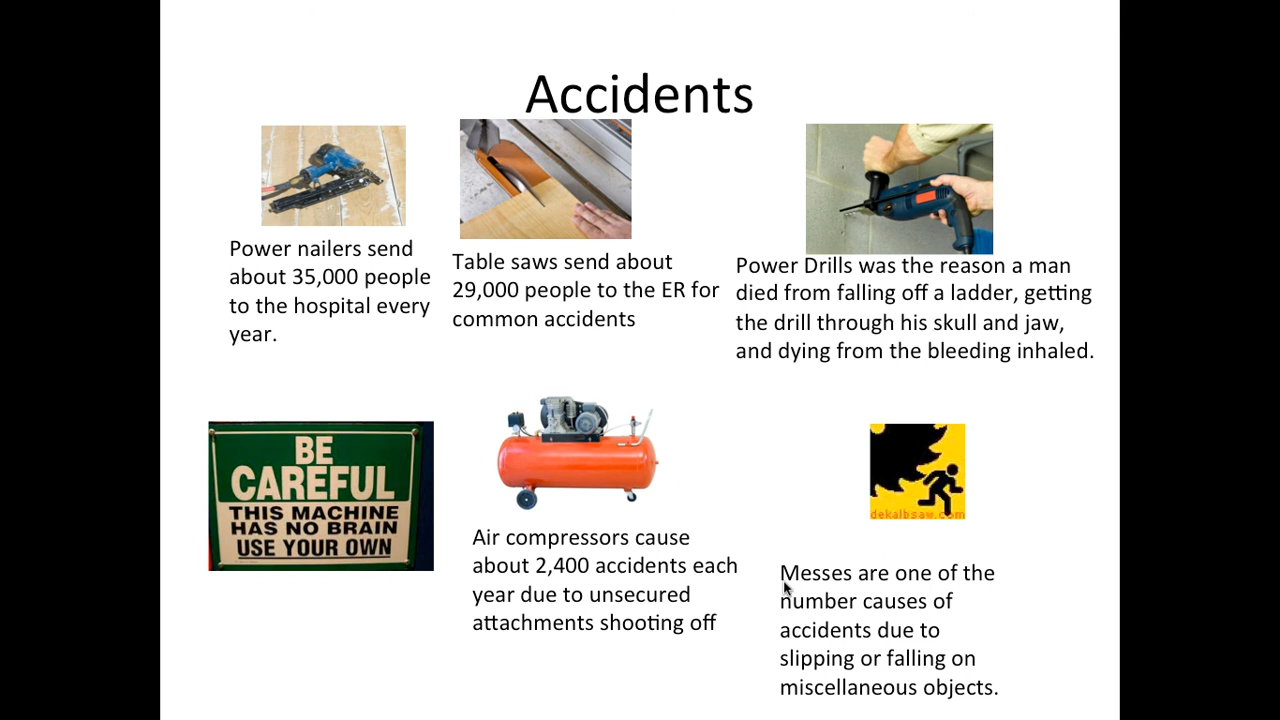 Accidents
Power nailers send
about 35,000 people
to the hospital every
year.
Table saws send about
29,000 people to the ER for
common accidents
Power Drills was the reason a man
died from falling off a ladder, getting
the drill through his skull and jaw,
and dying from the bleeding inhaled.
BE
CAREFUL
THIS MACHINE
HAS NO BRAIN
USE YOUR OWN
Air compressors cause
about 2,400 accidents each
year due to unsecured
attachments shooting off
dekalbsaw.com
Messes are one of the
number causes of
accidents due to
slipping or falling on
miscellaneous objects.